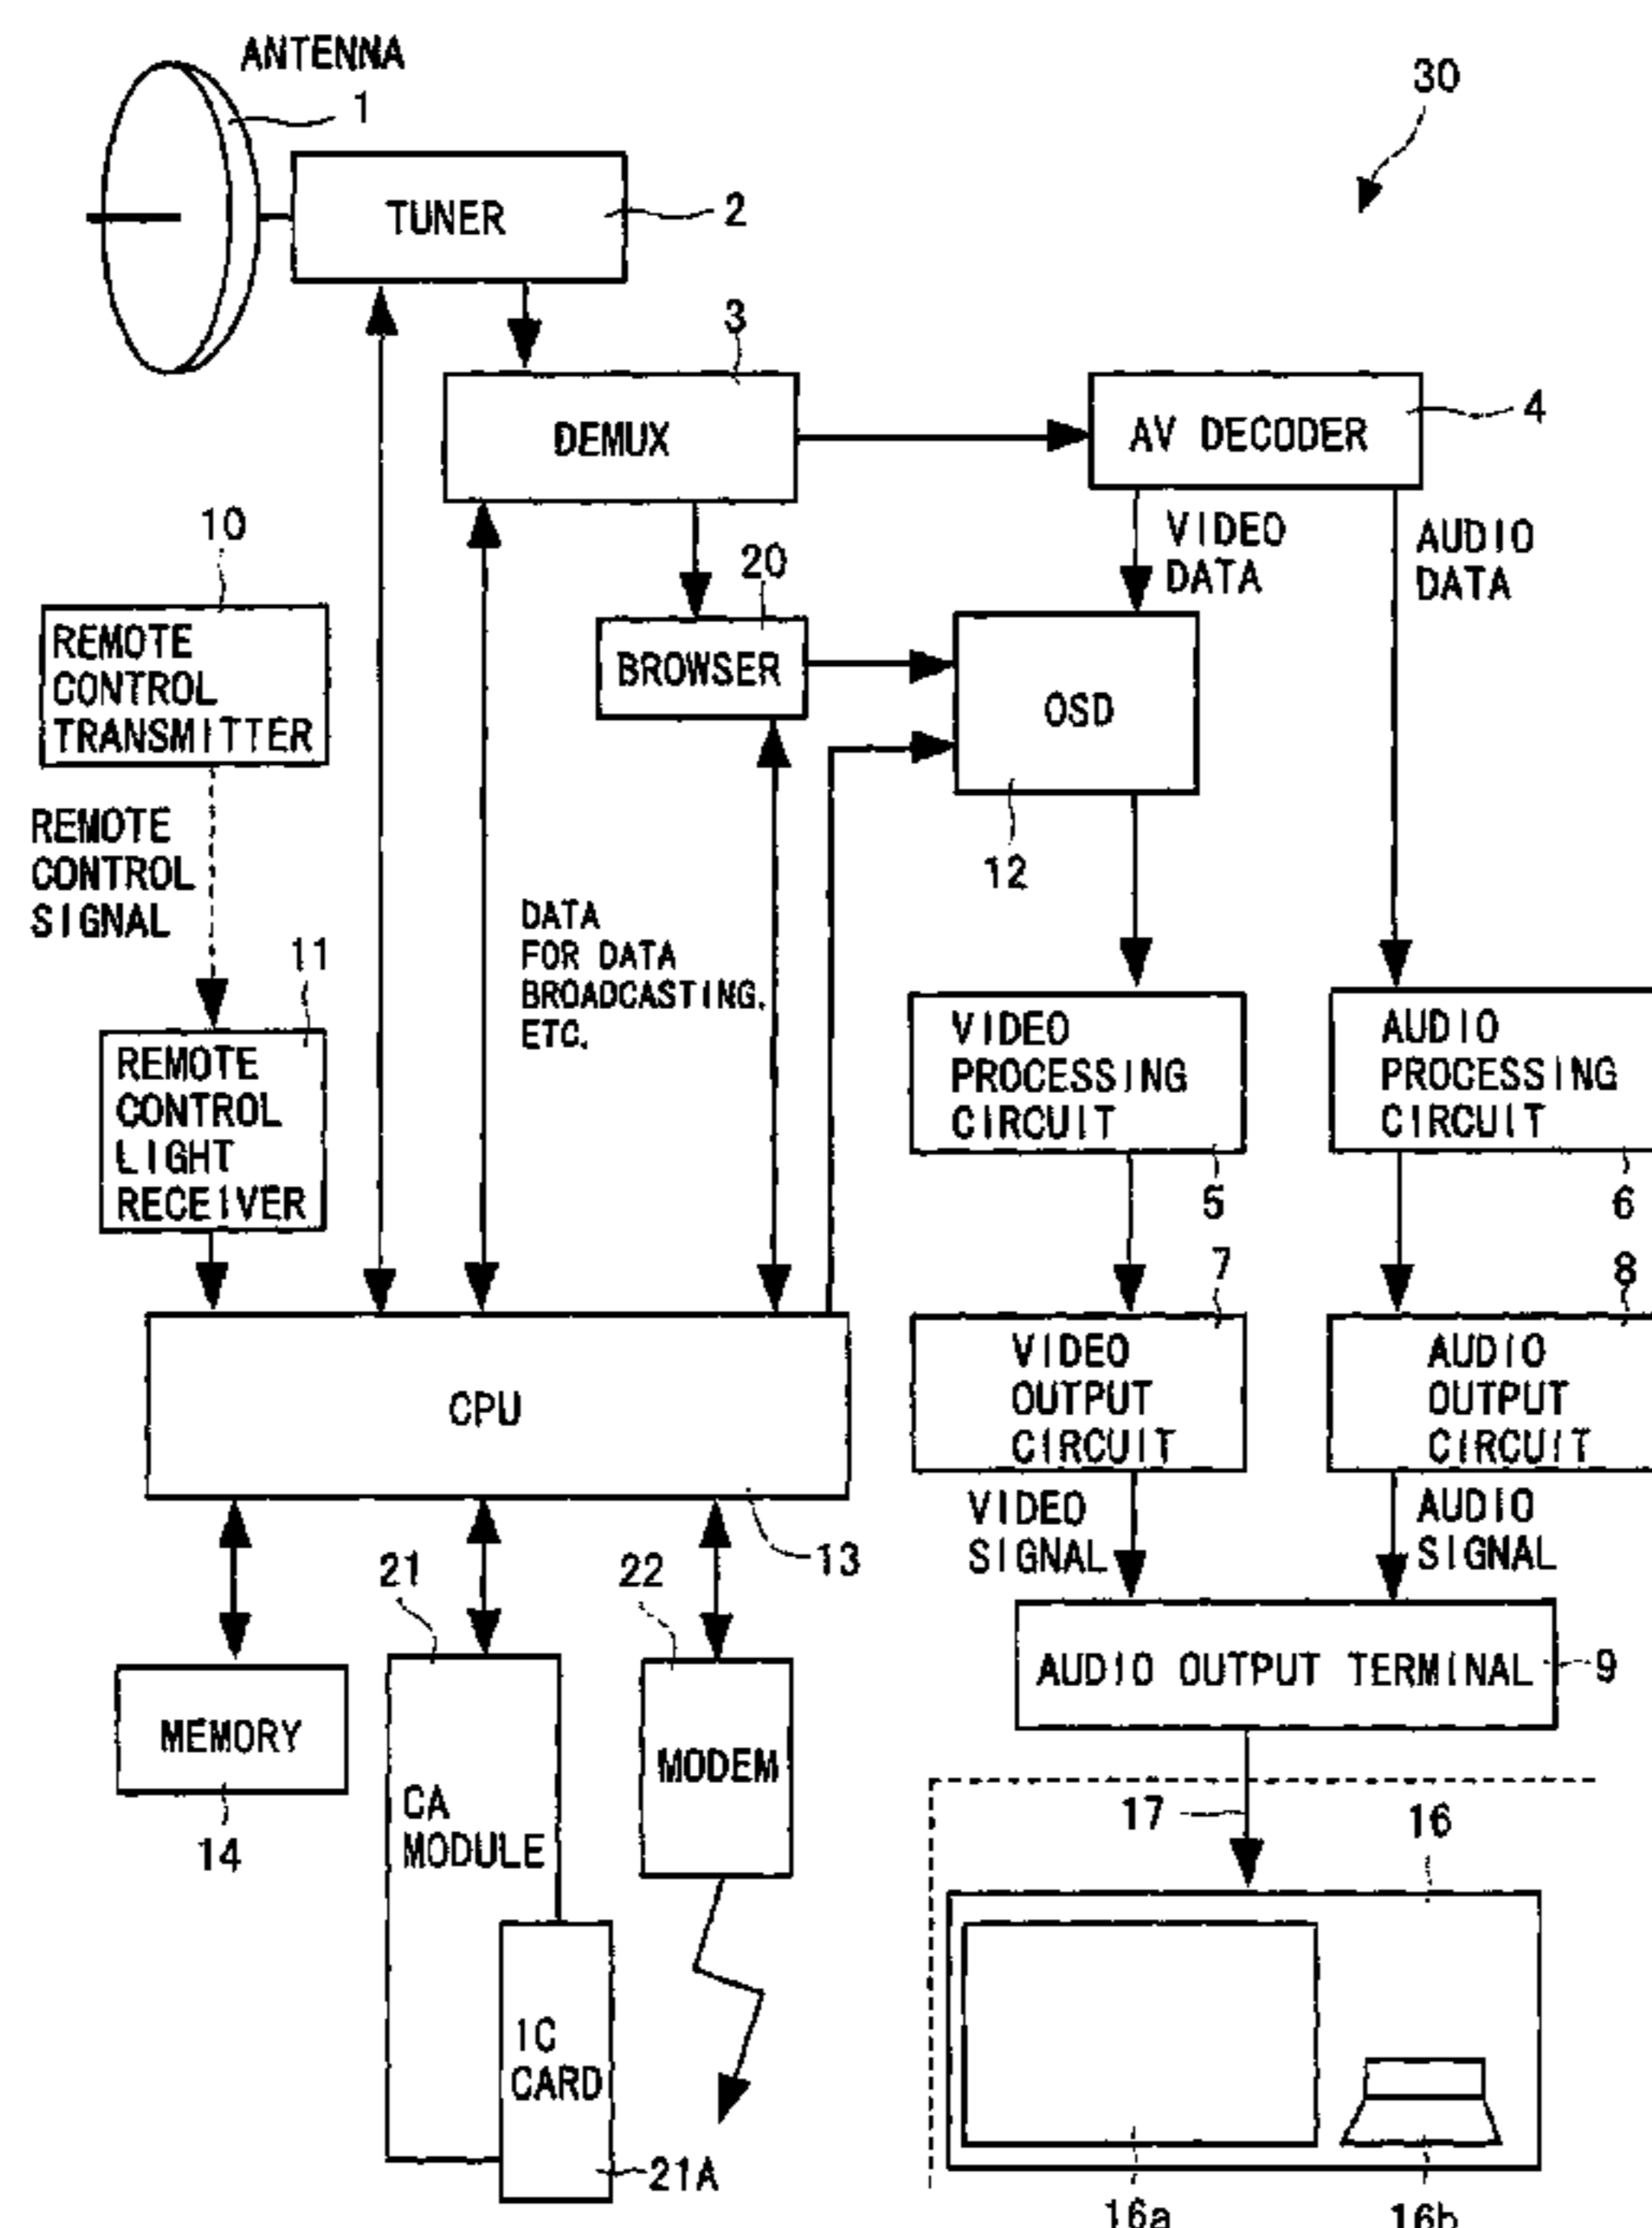 ANTENNA
1
30
TUNER
2
3
DEMUX
AV DECODER
4
10
20
VIDEO
DATA
AUDIO
DATA
REMOTE
CONTROL
TRANSMITTER
BROWSER
OSD
12
REMOTE
CONTROL
SIGNAL
11
DATA
FOR DATA
BROADCASTING,
ETC.
REMOTE
CONTROL
LIGHT
RECEIVER
VIDEO
PROCESSING
CIRCUIT
5
AUDIO
PROCESSING
CIRCUIT
6
7
8
CPU
VIDEO
OUTPUT
CIRCUIT
AUDIO
OUTPUT
CIRCUIT
13
VIDEO
SIGNAL
AUDIO
SIGNAL
21
22
MEMORY
14
CA
MODULE
MODEM
AUDIO OUTPUT TERMINAL
9
17
16
IC
CARD
21A
16a
16b